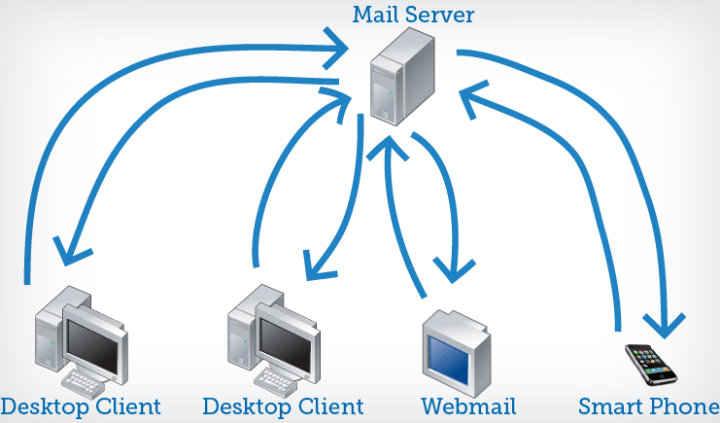 Mail Server
Desktop Client
Desktop Client
Webmail
Smart Phone